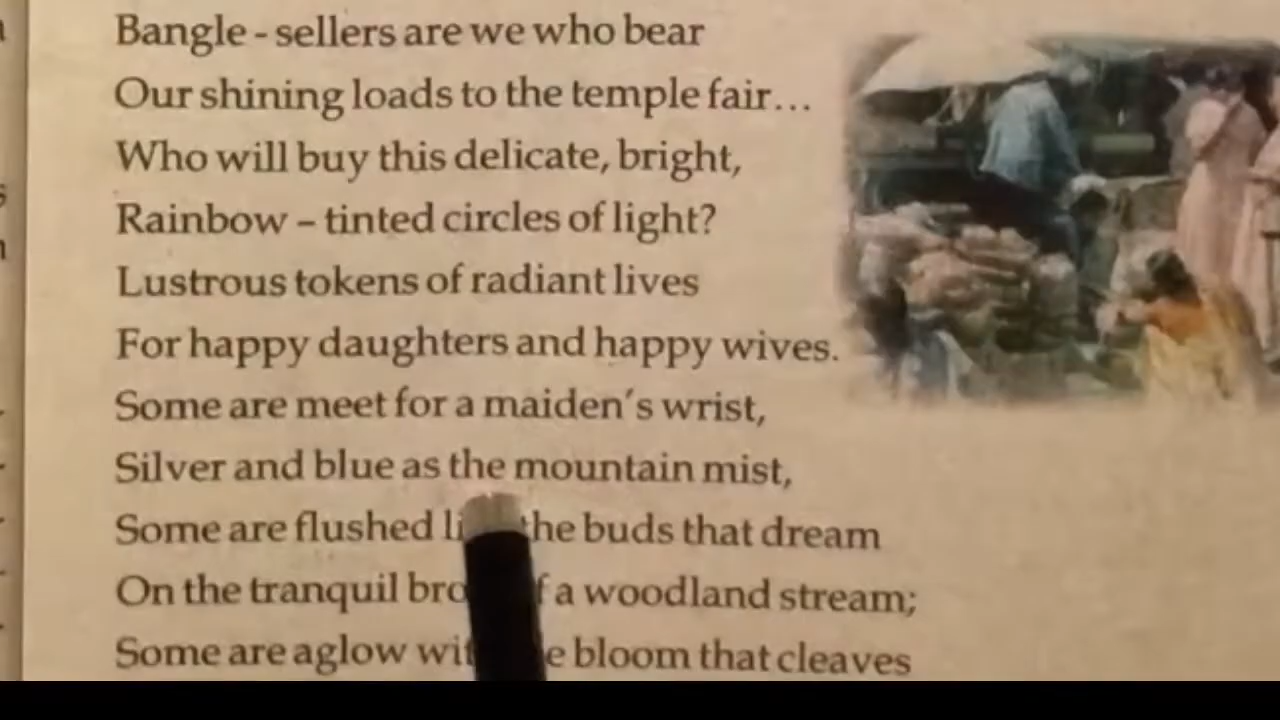 Bangle - sellers are we who bear
Our shining loads to the temple fair...
Who will buy this delicate, bright,
Rainbow – tinted circles of light?
Lustrous tokens of radiant lives
For happy daughters and happy wives.
Some are meet for a maiden's wrist,
Silver and blue as the mountain mist,
Some are flushed the buds that dream
On the tranquil a woodland stream;
Some are aglow bloom that cleaves